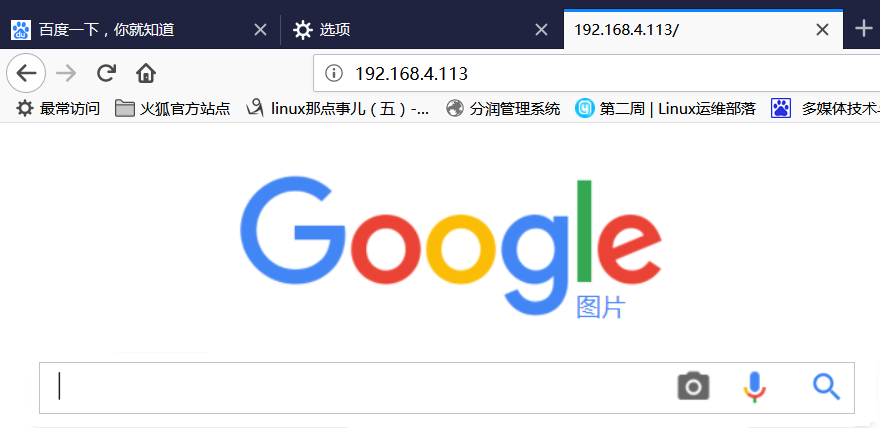 百度一下，你就知道 选项 192.168.4.113/
192.168.4.113
最常访问 火狐官方站点 linux那点事儿（五）-... 分润管理系统 第二周 | Linux运维部落 多媒体技术
Google
图片